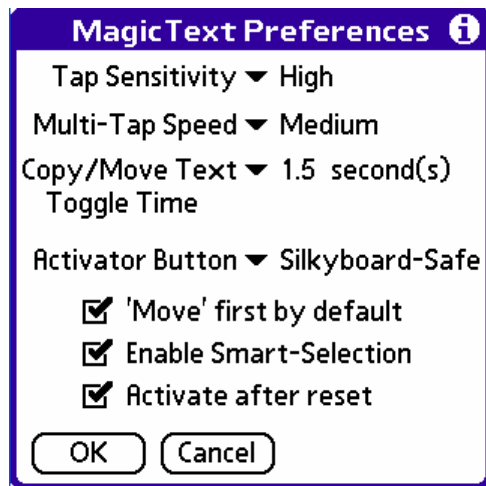 MagicText Preferences i
Tap Sensitivity High
Multi-Tap Speed Medium
Copy/Move Text 1.5 second(s)
Toggle Time
Activator Button Silkyboard-Safe
'Move' first by default
Enable Smart-Selection
Activate after reset
OK Cancel